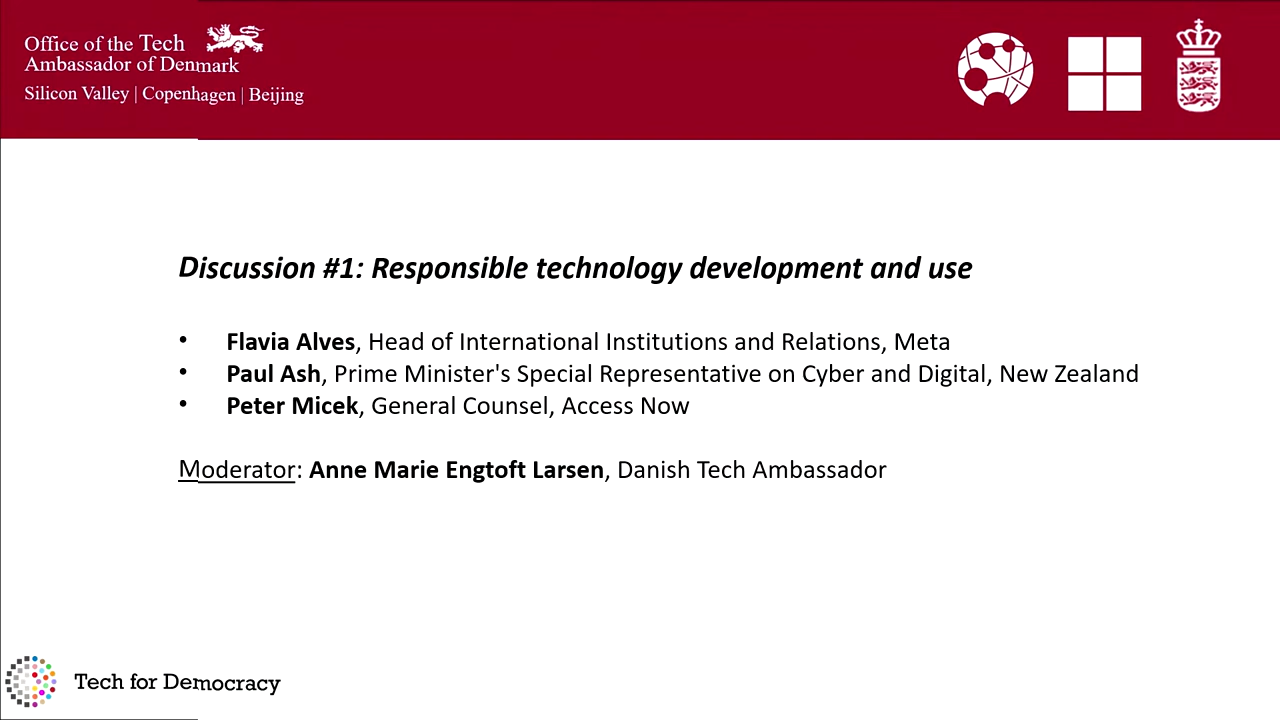 Office of the Tech
Ambassador of Denmark
Silicon Valley | Copenhagen | Beijing
Discussion #1: Responsible technology development and use
• Flavia Alves, Head of International Institutions and Relations, Meta
• Paul Ash, Prime Minister's Special Representative on Cyber and Digital, New Zealand
• Peter Micek, General Counsel, Access Now
Moderator: Anne Marie Engtoft Larsen, Danish Tech Ambassador
Tech for Democracy